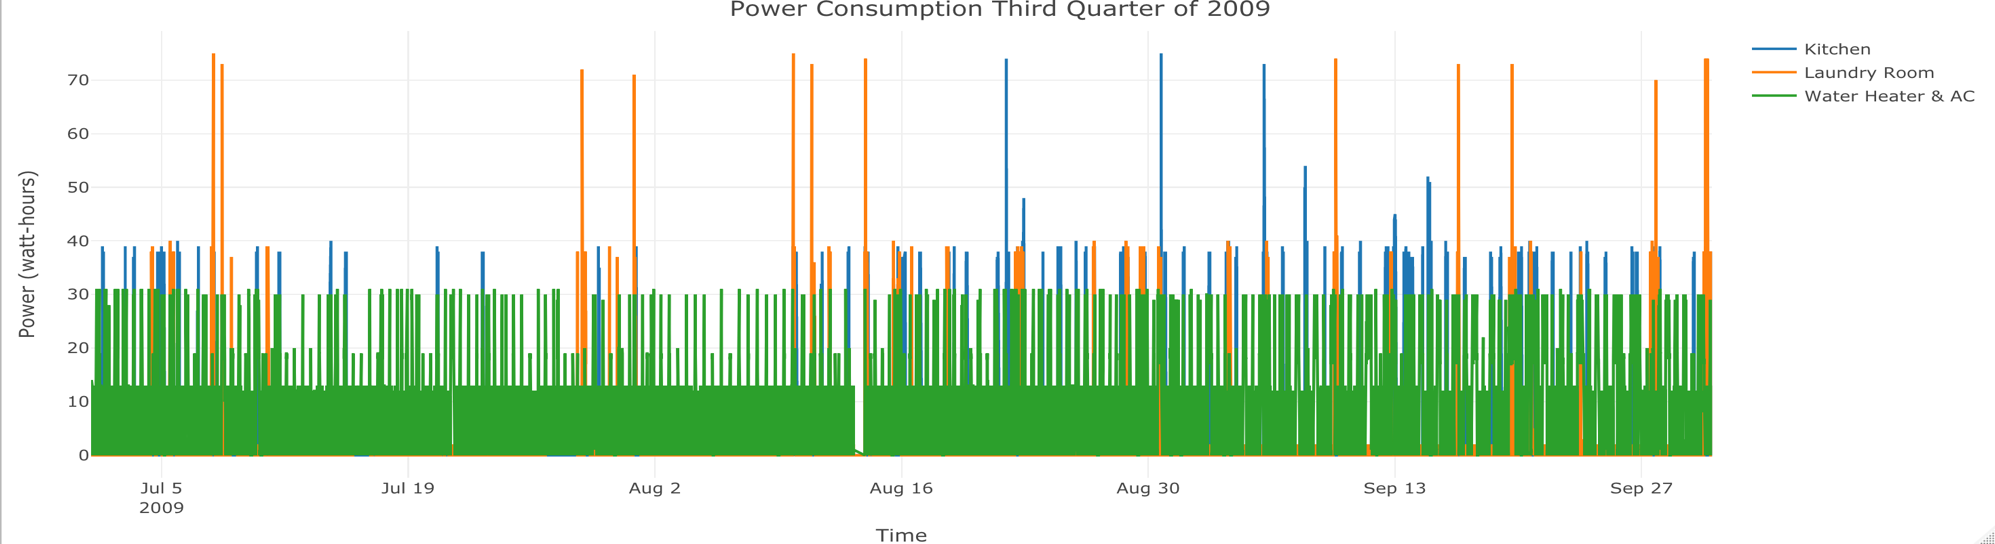 Power Consumption Third Quarter of 2009
Kitchen
Laundry Room
Water Heater & AC
Power (watt-hours)
70
60
50
40
30
20
10
0
Jul 5
2009
Jul 19
Aug 2
Aug 16
Aug 30
Sep 13
Sep 27
Time